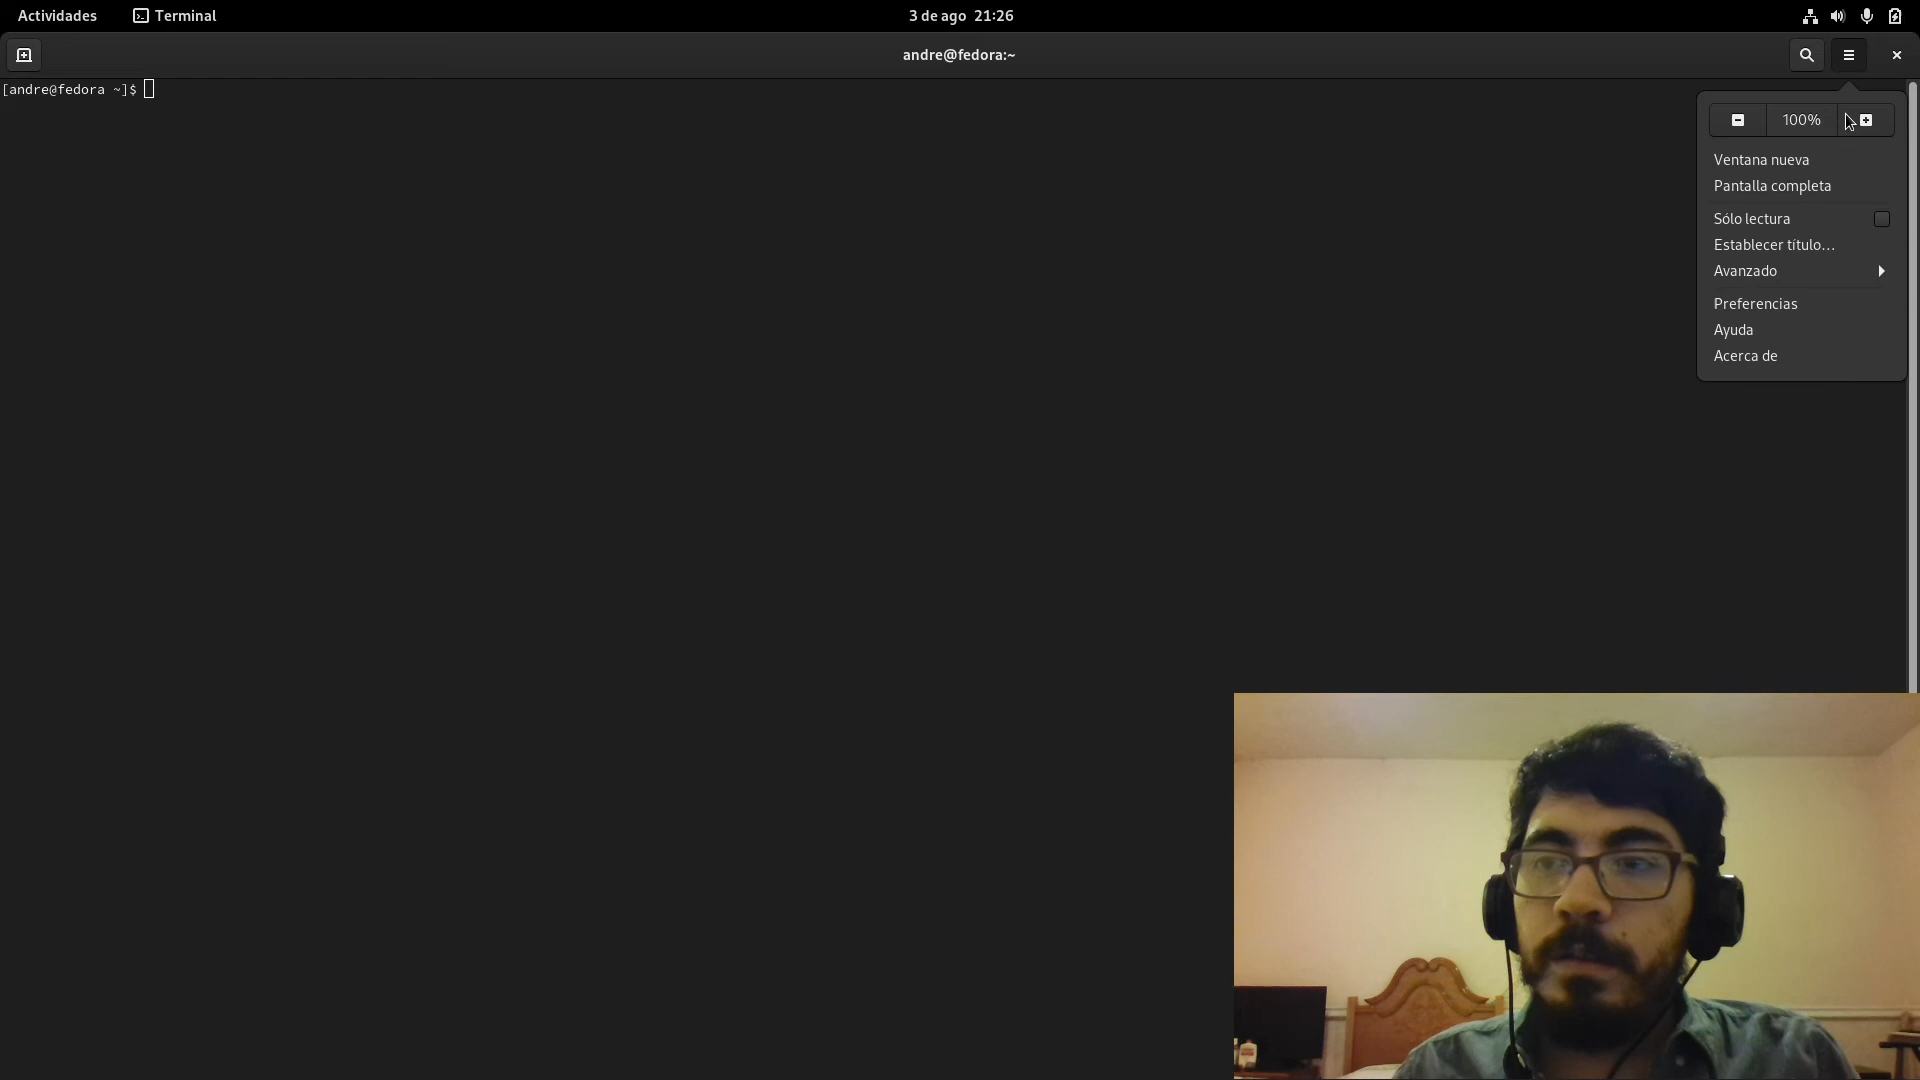 Actividades
Terminal
3 de ago 21:26
andre@fedora:~
[andre@fedora ~]$
100%
Ventana nueva
Pantalla completa
Sólo lectura
Establecer título…
Avanzado
Preferencias
Ayuda
Acerca de